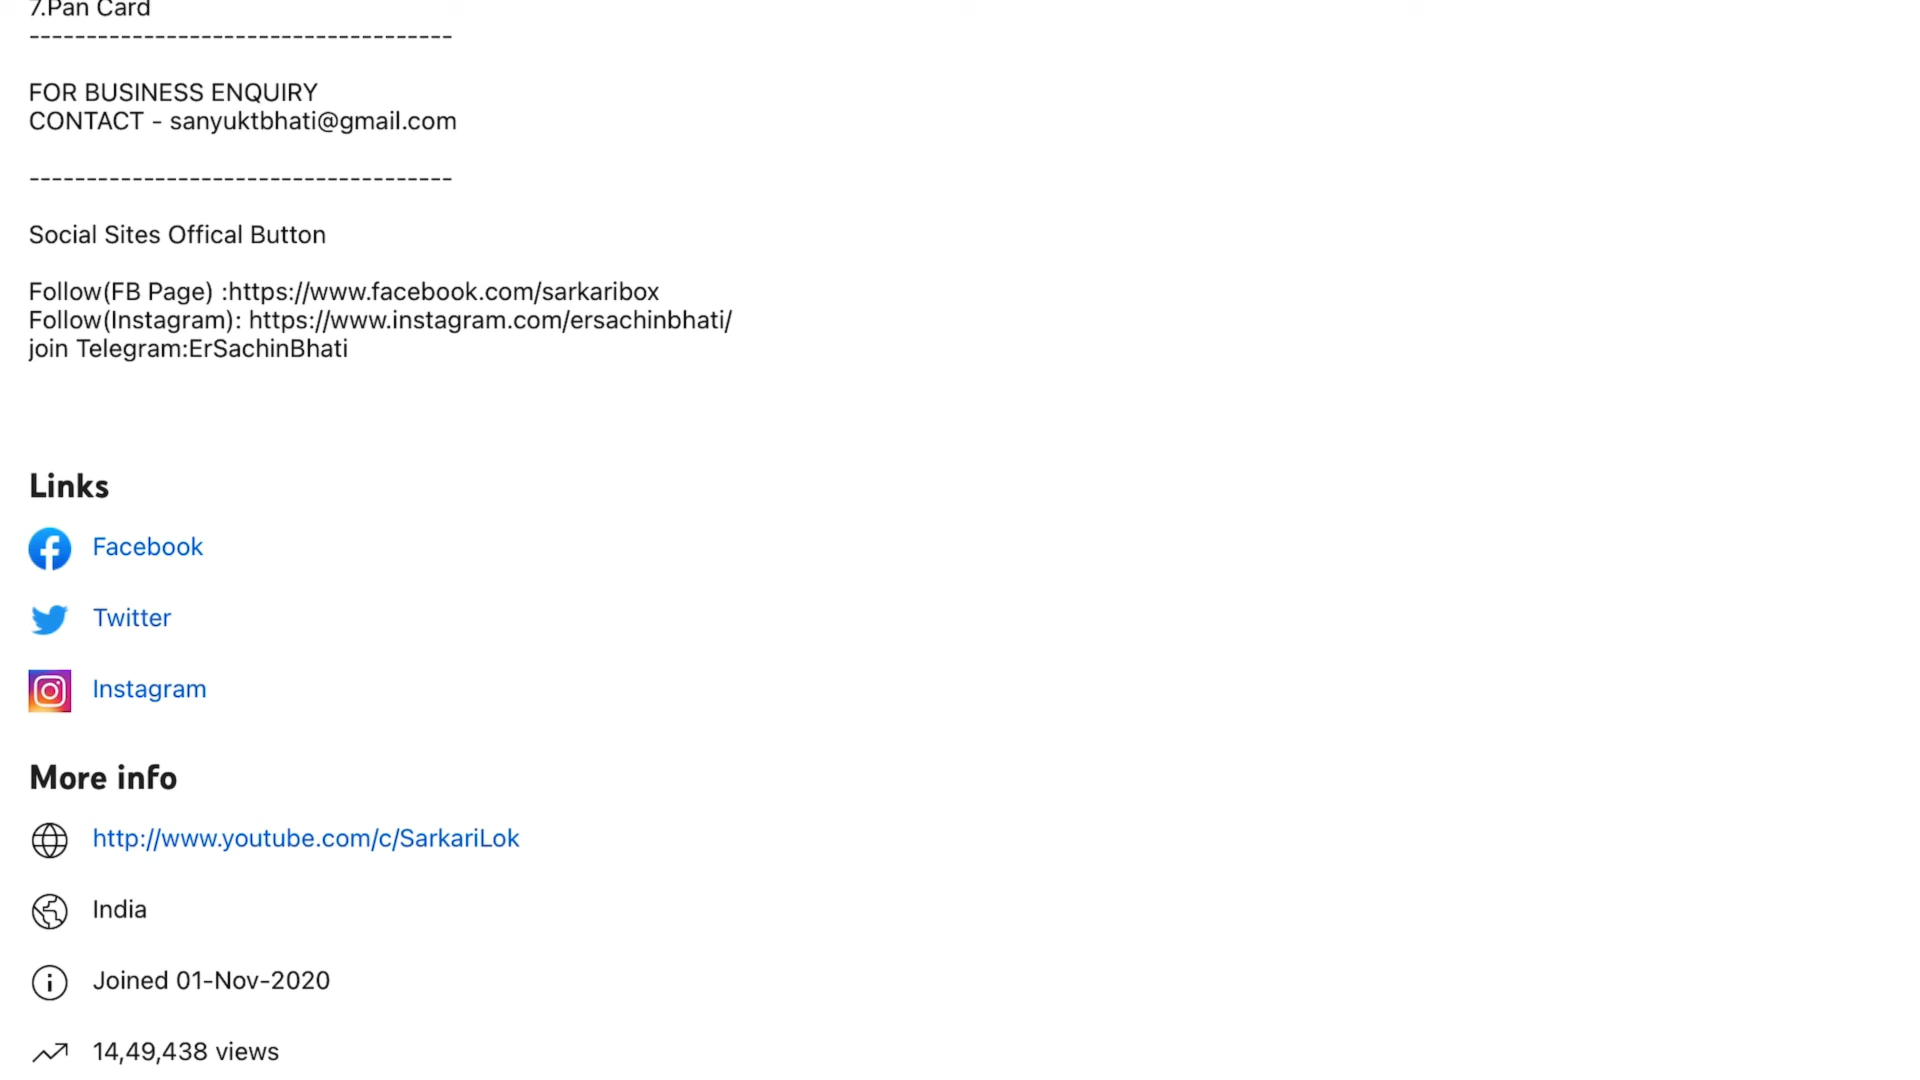 7.Pan Card
-------------------------------------
FOR BUSINESS ENQUIRY
CONTACT - sanyuktbhati@gmail.com
-------------------------------------
Social Sites Offical Button
Follow(FB Page) :https://www.facebook.com/sarkaribox
Follow(Instagram): https://www.instagram.com/ersachinbhati/
join Telegram:ErSachinBhati
Links
Facebook
Twitter
Instagram
More info
http://www.youtube.com/c/SarkariLok
India
Joined 01-Nov-2020
14,49,438 views